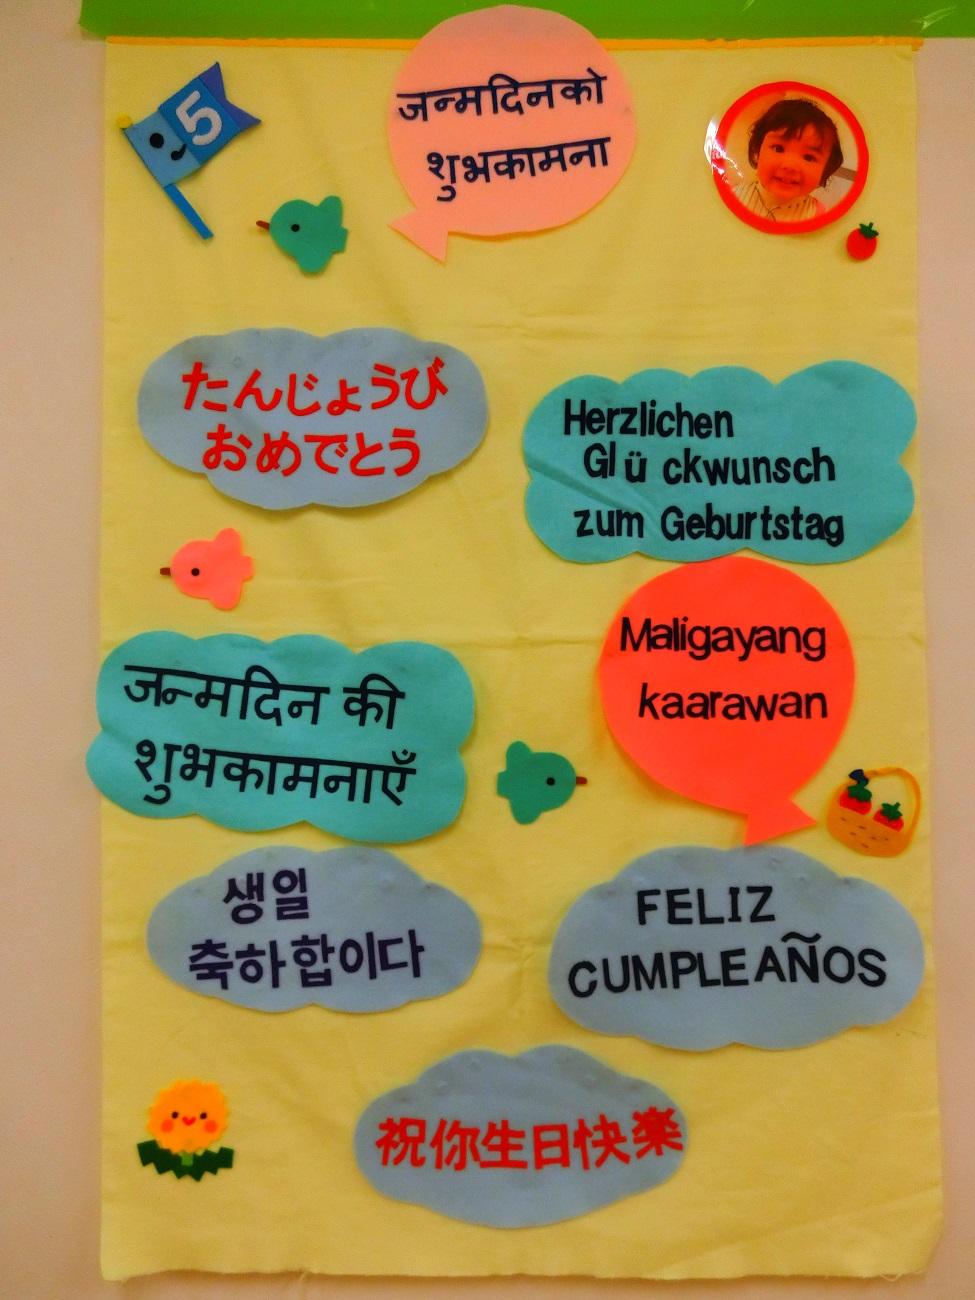 5
जन्मदिनको
शुभकामना
たんじょうび
おめでとう
Herzlichen
Glü ckwunsch
zum Geburtstag
जन्मदिन की
शुभकामनाएँ
Maligayang
kaarawan
생일
축하합이다
FELIZ
CUMPLEAÑOS
祝你生日快楽